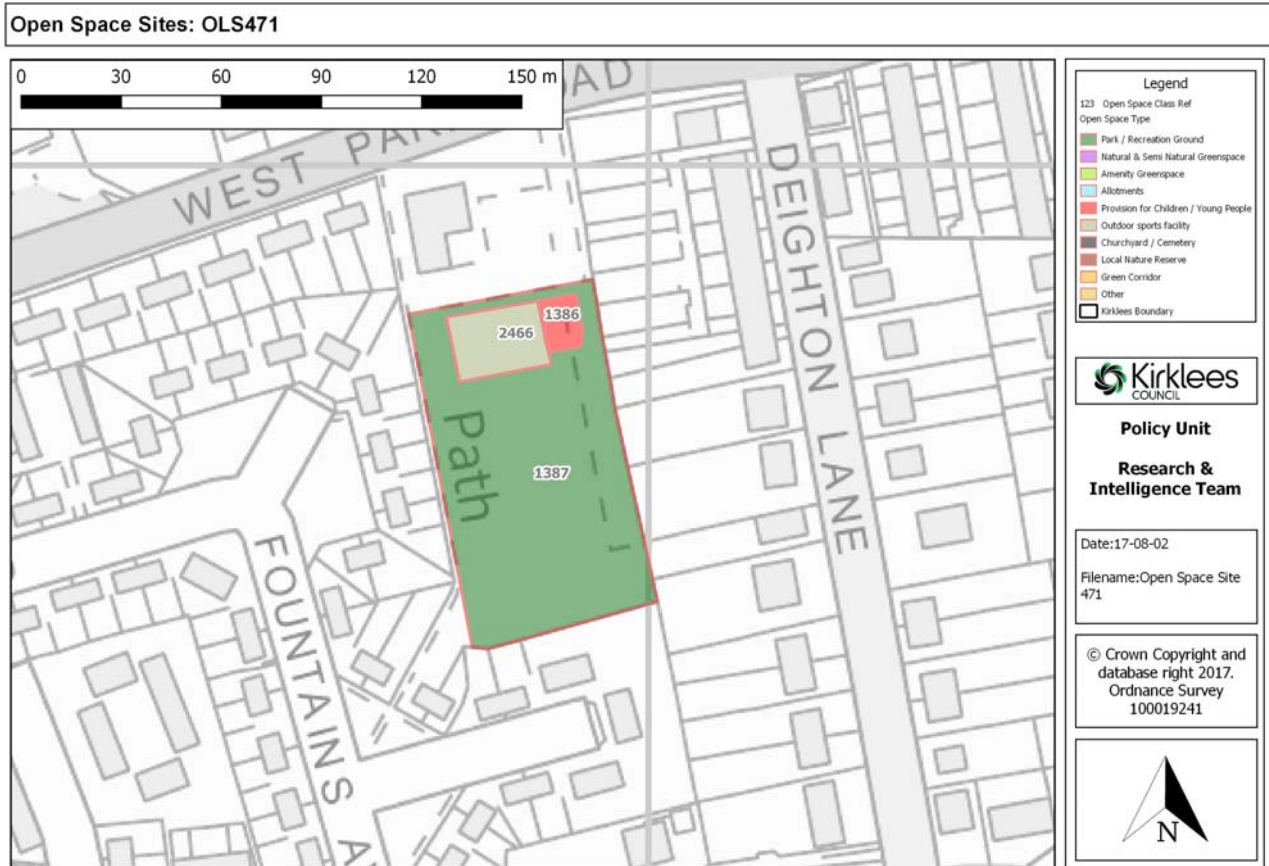 Open Space Sites: OLS471
0 30 60 90 120 150 m
WEST PARK ROAD
DEIGHTON LANE
Path
FOUNTAINS
1386
2466
1387
Legend
123 Open Space Class Ref
Open Space Type
Park / Recreation Ground
Natural & Semi Natural Greenspace
Amenity Greenspace
Allotments
Provision for Children / Young People
Outdoor sports facility
Churchyard / Cemetery
Local Nature Reserve
Green Corridor
Other
Kirklees Boundary
Kirklees
COUNCIL
Policy Unit
Research &
Intelligence Team
Date:17-08-02
Filename:Open Space Site
471
© Crown Copyright and
database right 2017.
Ordnance Survey
100019241
N